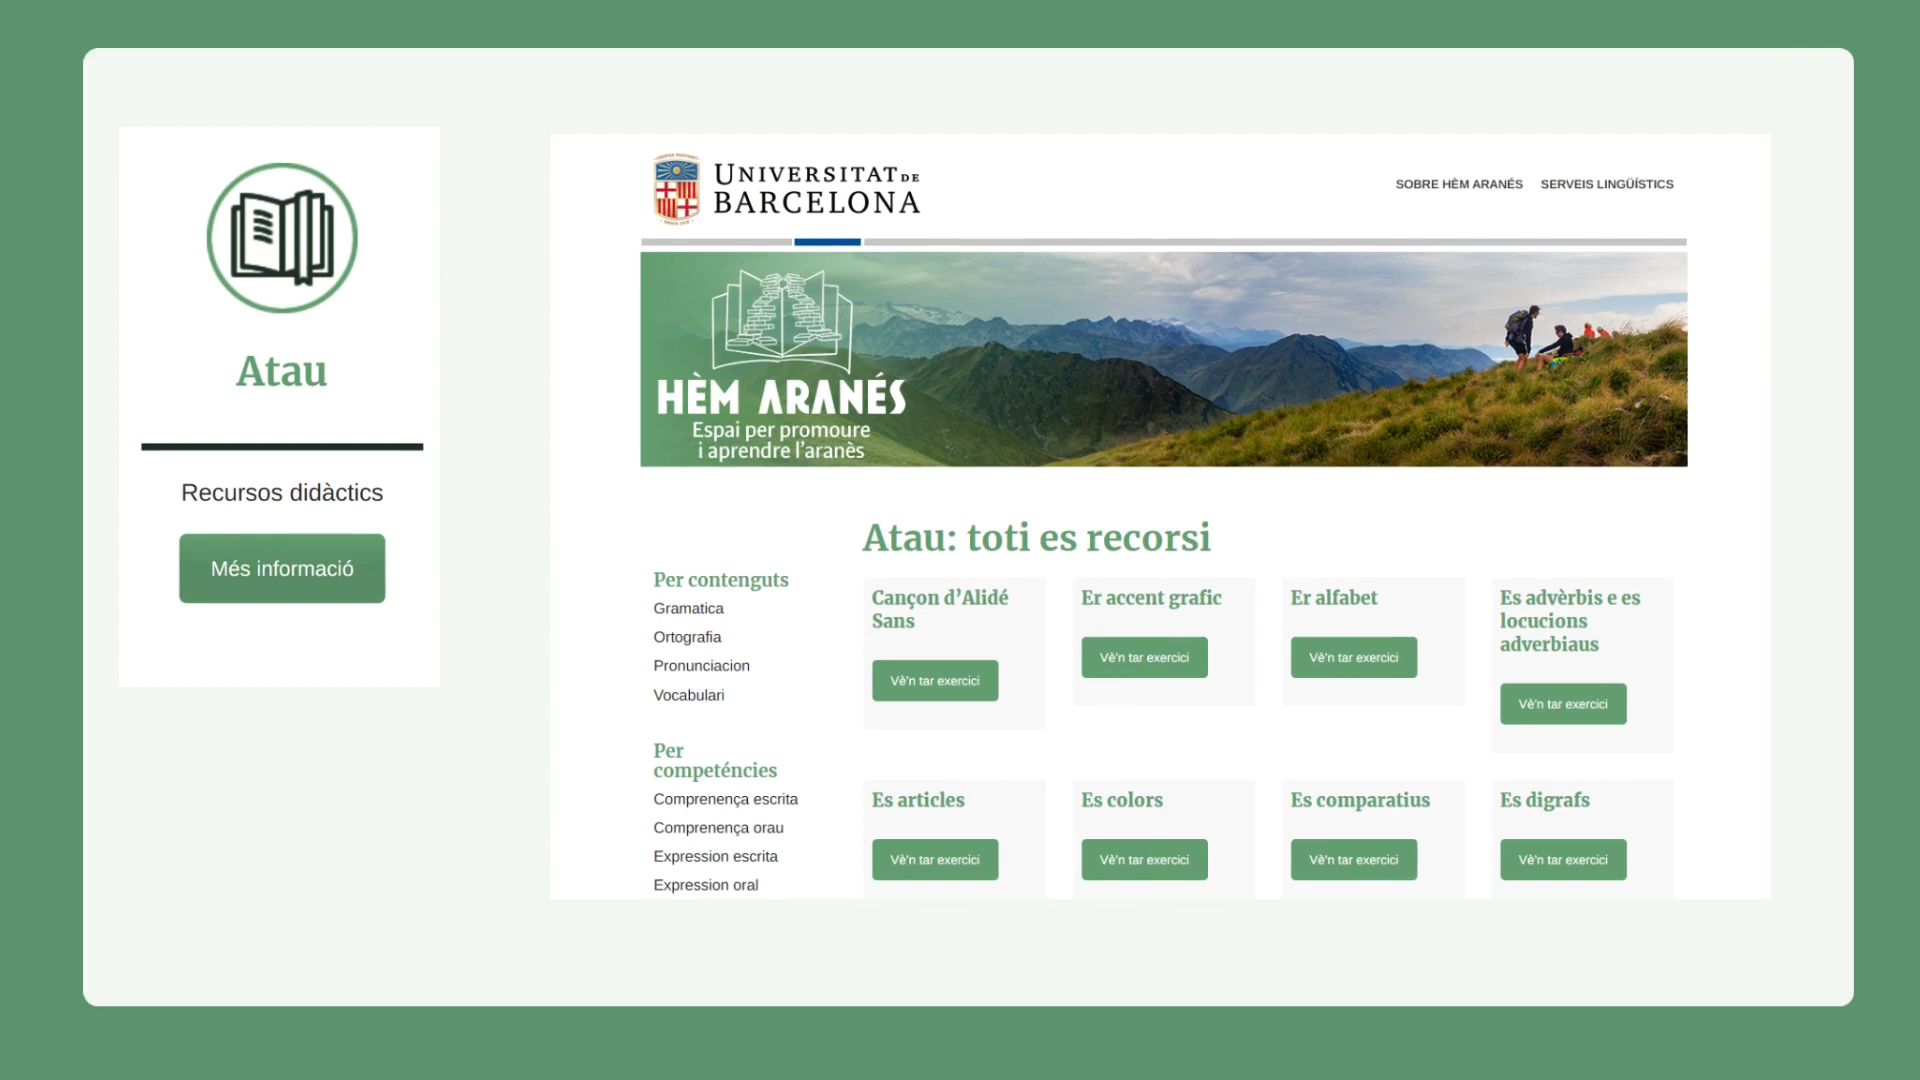 Atau
Recursos didàctics
Més informació
UNIVERSITAT DE
BARCELONA
SOBRE HÈM ARANÉS SERVEIS LINGÜÍSTICS
HÈM ARANÉS
Espai per promoure
i aprendre l'aranès
Atau: toti es recorsi
Per contenguts
Gramatica
Ortografia
Pronunciacion
Vocabulari
Per
competéncies
Comprenença escrita
Comprenença orau
Expression escrita
Expression oral
Cançon d’Alidé
Sans
Vè'n tar exercici
Er accent grafic
Vè'n tar exercici
Er alfabet
Vè'n tar exercici
Es advèrbis e es
locucions
adverbiaus
Vè'n tar exercici
Es articles
Vè'n tar exercici
Es colors
Vè'n tar exercici
Es comparatius
Vè'n tar exercici
Es digrafs
Vè'n tar exercici